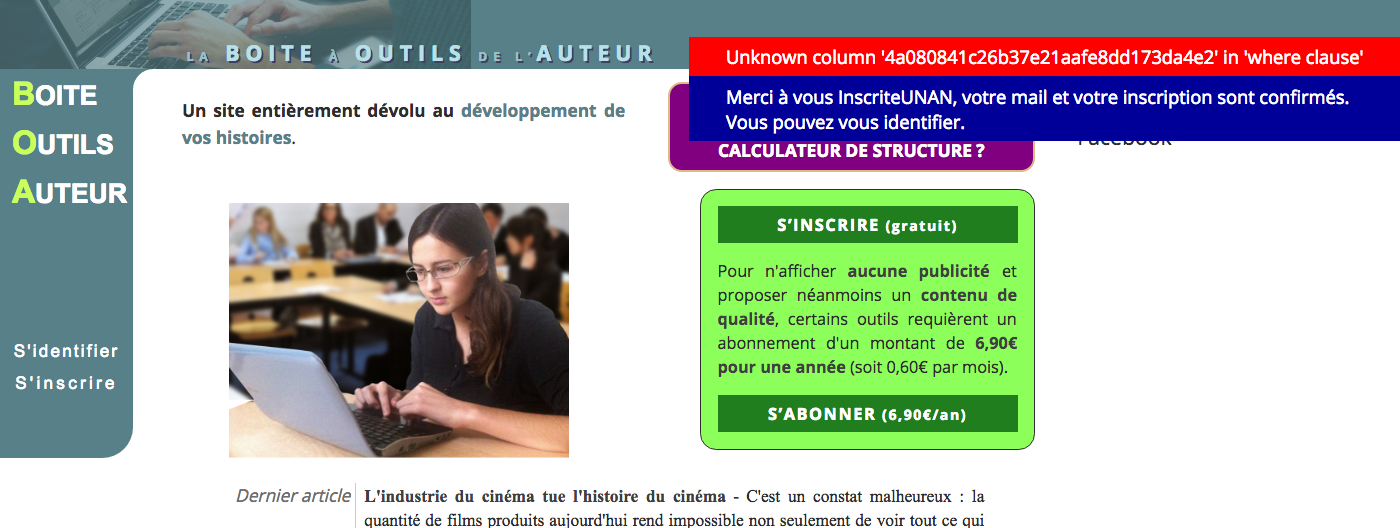 LA BOITE À OUTILS DE L'AUTEUR
Unknown column '4a080841c26b37e21aafe8dd173da4e2' in 'where clause'
Merci à vous InscriteUNAN, votre mail et votre inscription sont confirmés.
Vous pouvez vous identifier.
BOITE
OUTILS
AUTEUR
S'identifier
S'inscrire
Un site entièrement dévolu au développement de
vos histoires.
CALCULATEUR DE STRUCTURE ?
Facebook
S’INSCRIRE (gratuit)
Pour n'afficher aucune publicité et
proposer néanmoins un contenu de
qualité, certains outils requièrent un
abonnement d'un montant de 6,90€
pour une année (soit 0,60€ par mois).
S’ABONNER (6,90€/an)
Dernier article
L'industrie du cinéma tue l'histoire du cinéma - C'est un constat malheureux : la
quantité de films produits aujourd'hui rend impossible non seulement de voir tout ce qui